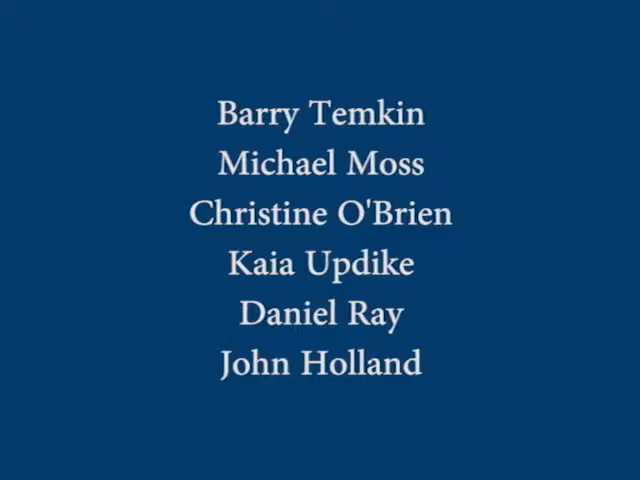 Barry Temkin
Michael Moss
Christine O'Brien
Kaia Updike
Daniel Ray
John Holland